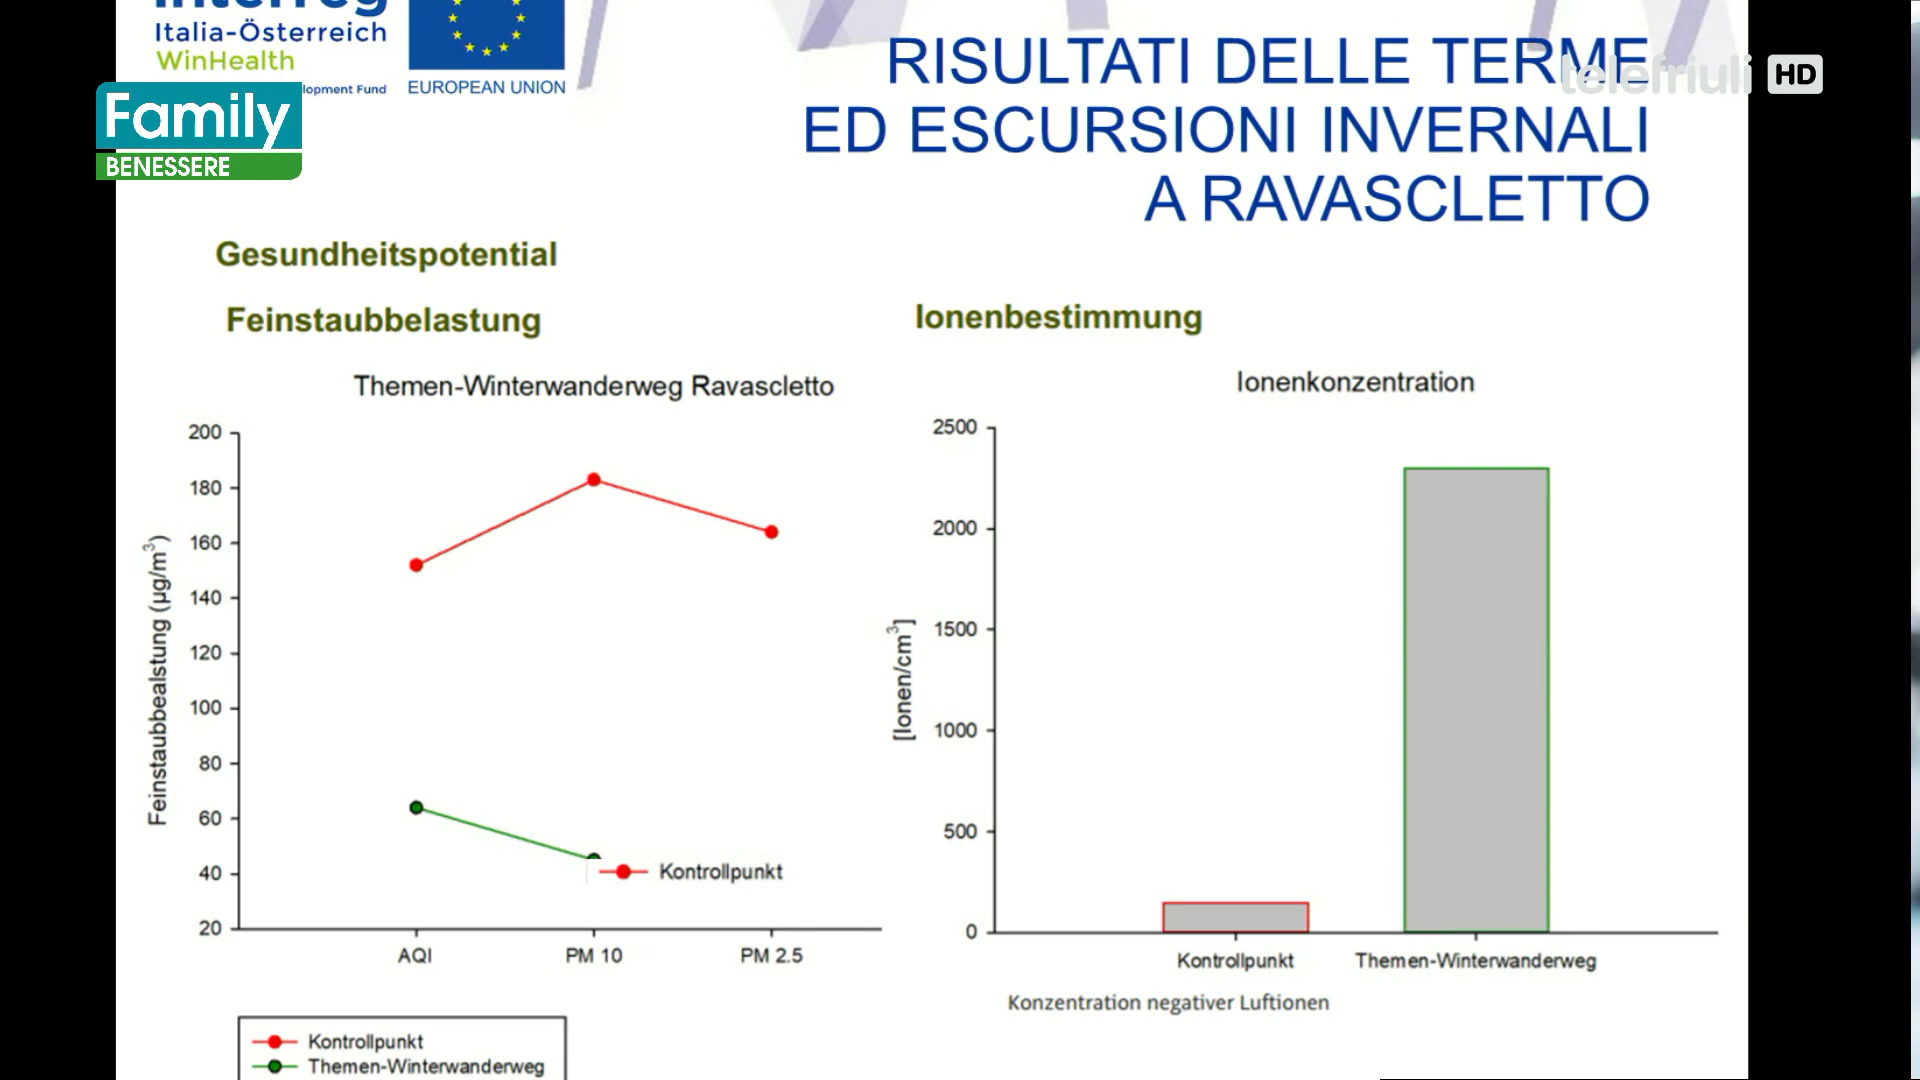 Interreg
Italia-Österreich
WinHealth
lopment Fund
EUROPEAN UNION
Family
BENESSERE
RISULTATI DELLE TERME
ED ESCURSIONI INVERNALI
A RAVASCLETTO
telefriuli HD
Gesundheitspotential
Feinstaubbelastung
Themen-Winterwanderweg Ravascletto
Feinstaubbealstung (µg/m³)
200
180
160
140
120
100
80
60
40
20
AQI PM 10 PM 2.5
Kontrollpunkt
Kontrollpunkt
Themen-Winterwanderweg
Ionenbestimmung
Ionenkonzentration
[Ionen/cm³]
2500
2000
1500
1000
500
0
Kontrollpunkt Themen-Winterwanderweg
Konzentration negativer Luftionen